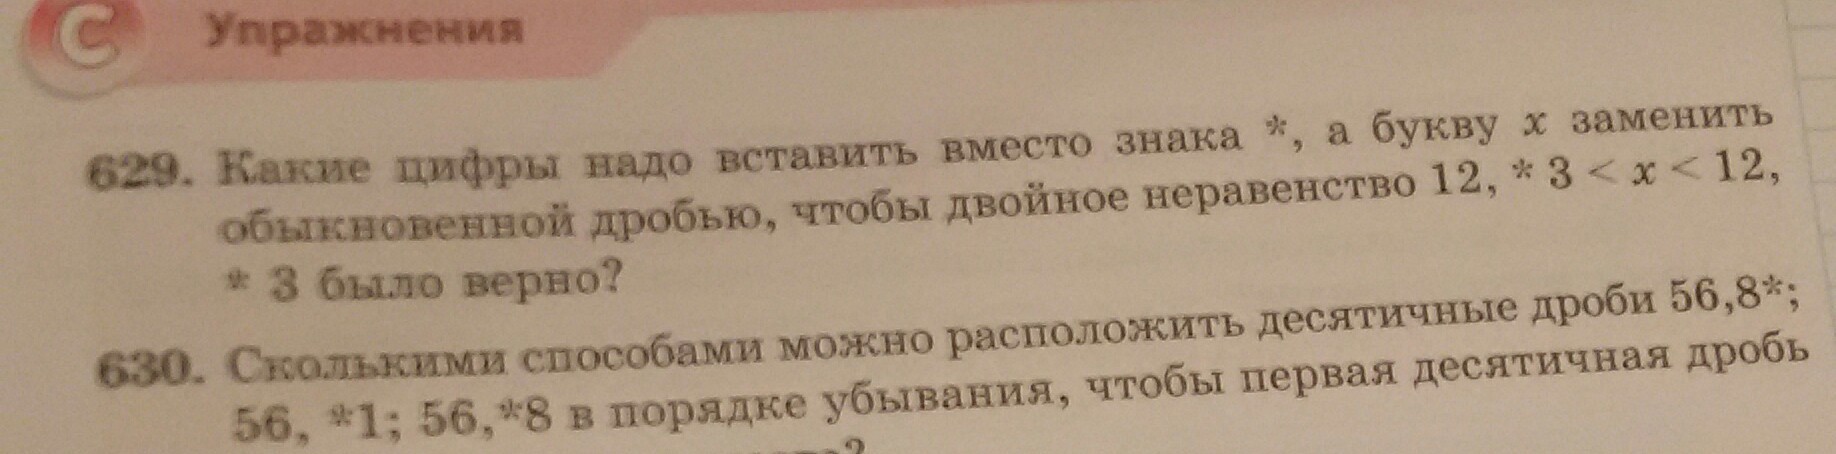 С Упражнения
629. Какие цифры надо вставить вместо знака *, а букву x заменить
обыкновенной дробью, чтобы двойное неравенство 12, * 3 < x < 12,
* 3 было верно?
630. Сколькими способами можно расположить десятичные дроби 56,8*;
56, *1; 56,*8 в порядке убывания, чтобы первая десятичная дробь